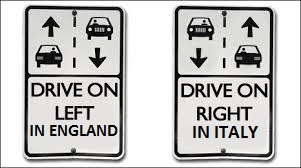 DRIVE ON
LEFT
IN ENGLAND
DRIVE ON
RIGHT
IN ITALY